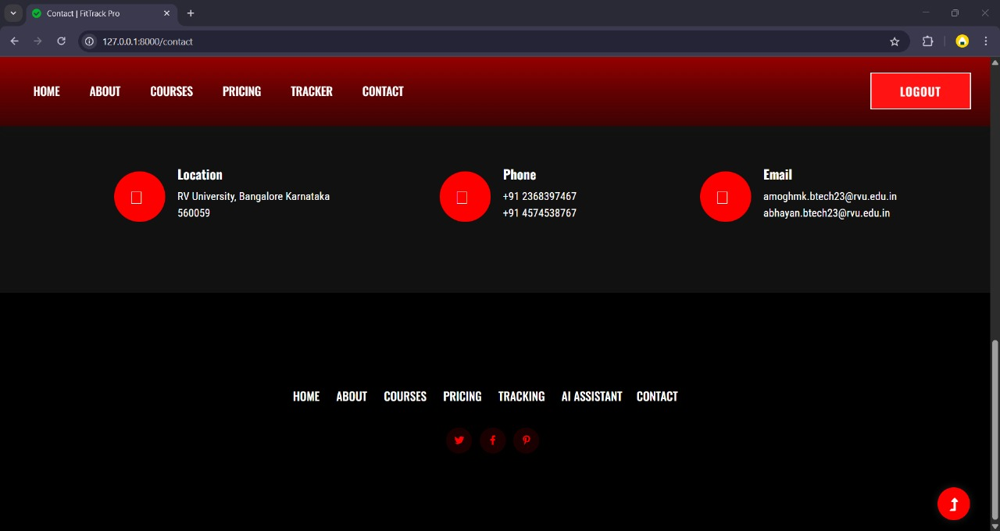 Contact | FitTrack Pro
127.0.0.1:8000/contact
HOME ABOUT COURSES PRICING TRACKER CONTACT LOGOUT
Location
RV University, Bangalore Karnataka
560059
Phone
+91 2368397467
+91 4574538767
Email
amoghmk.btech23@rvu.edu.in
abhayan.btech23@rvu.edu.in
HOME ABOUT COURSES PRICING TRACKING AI ASSISTANT CONTACT